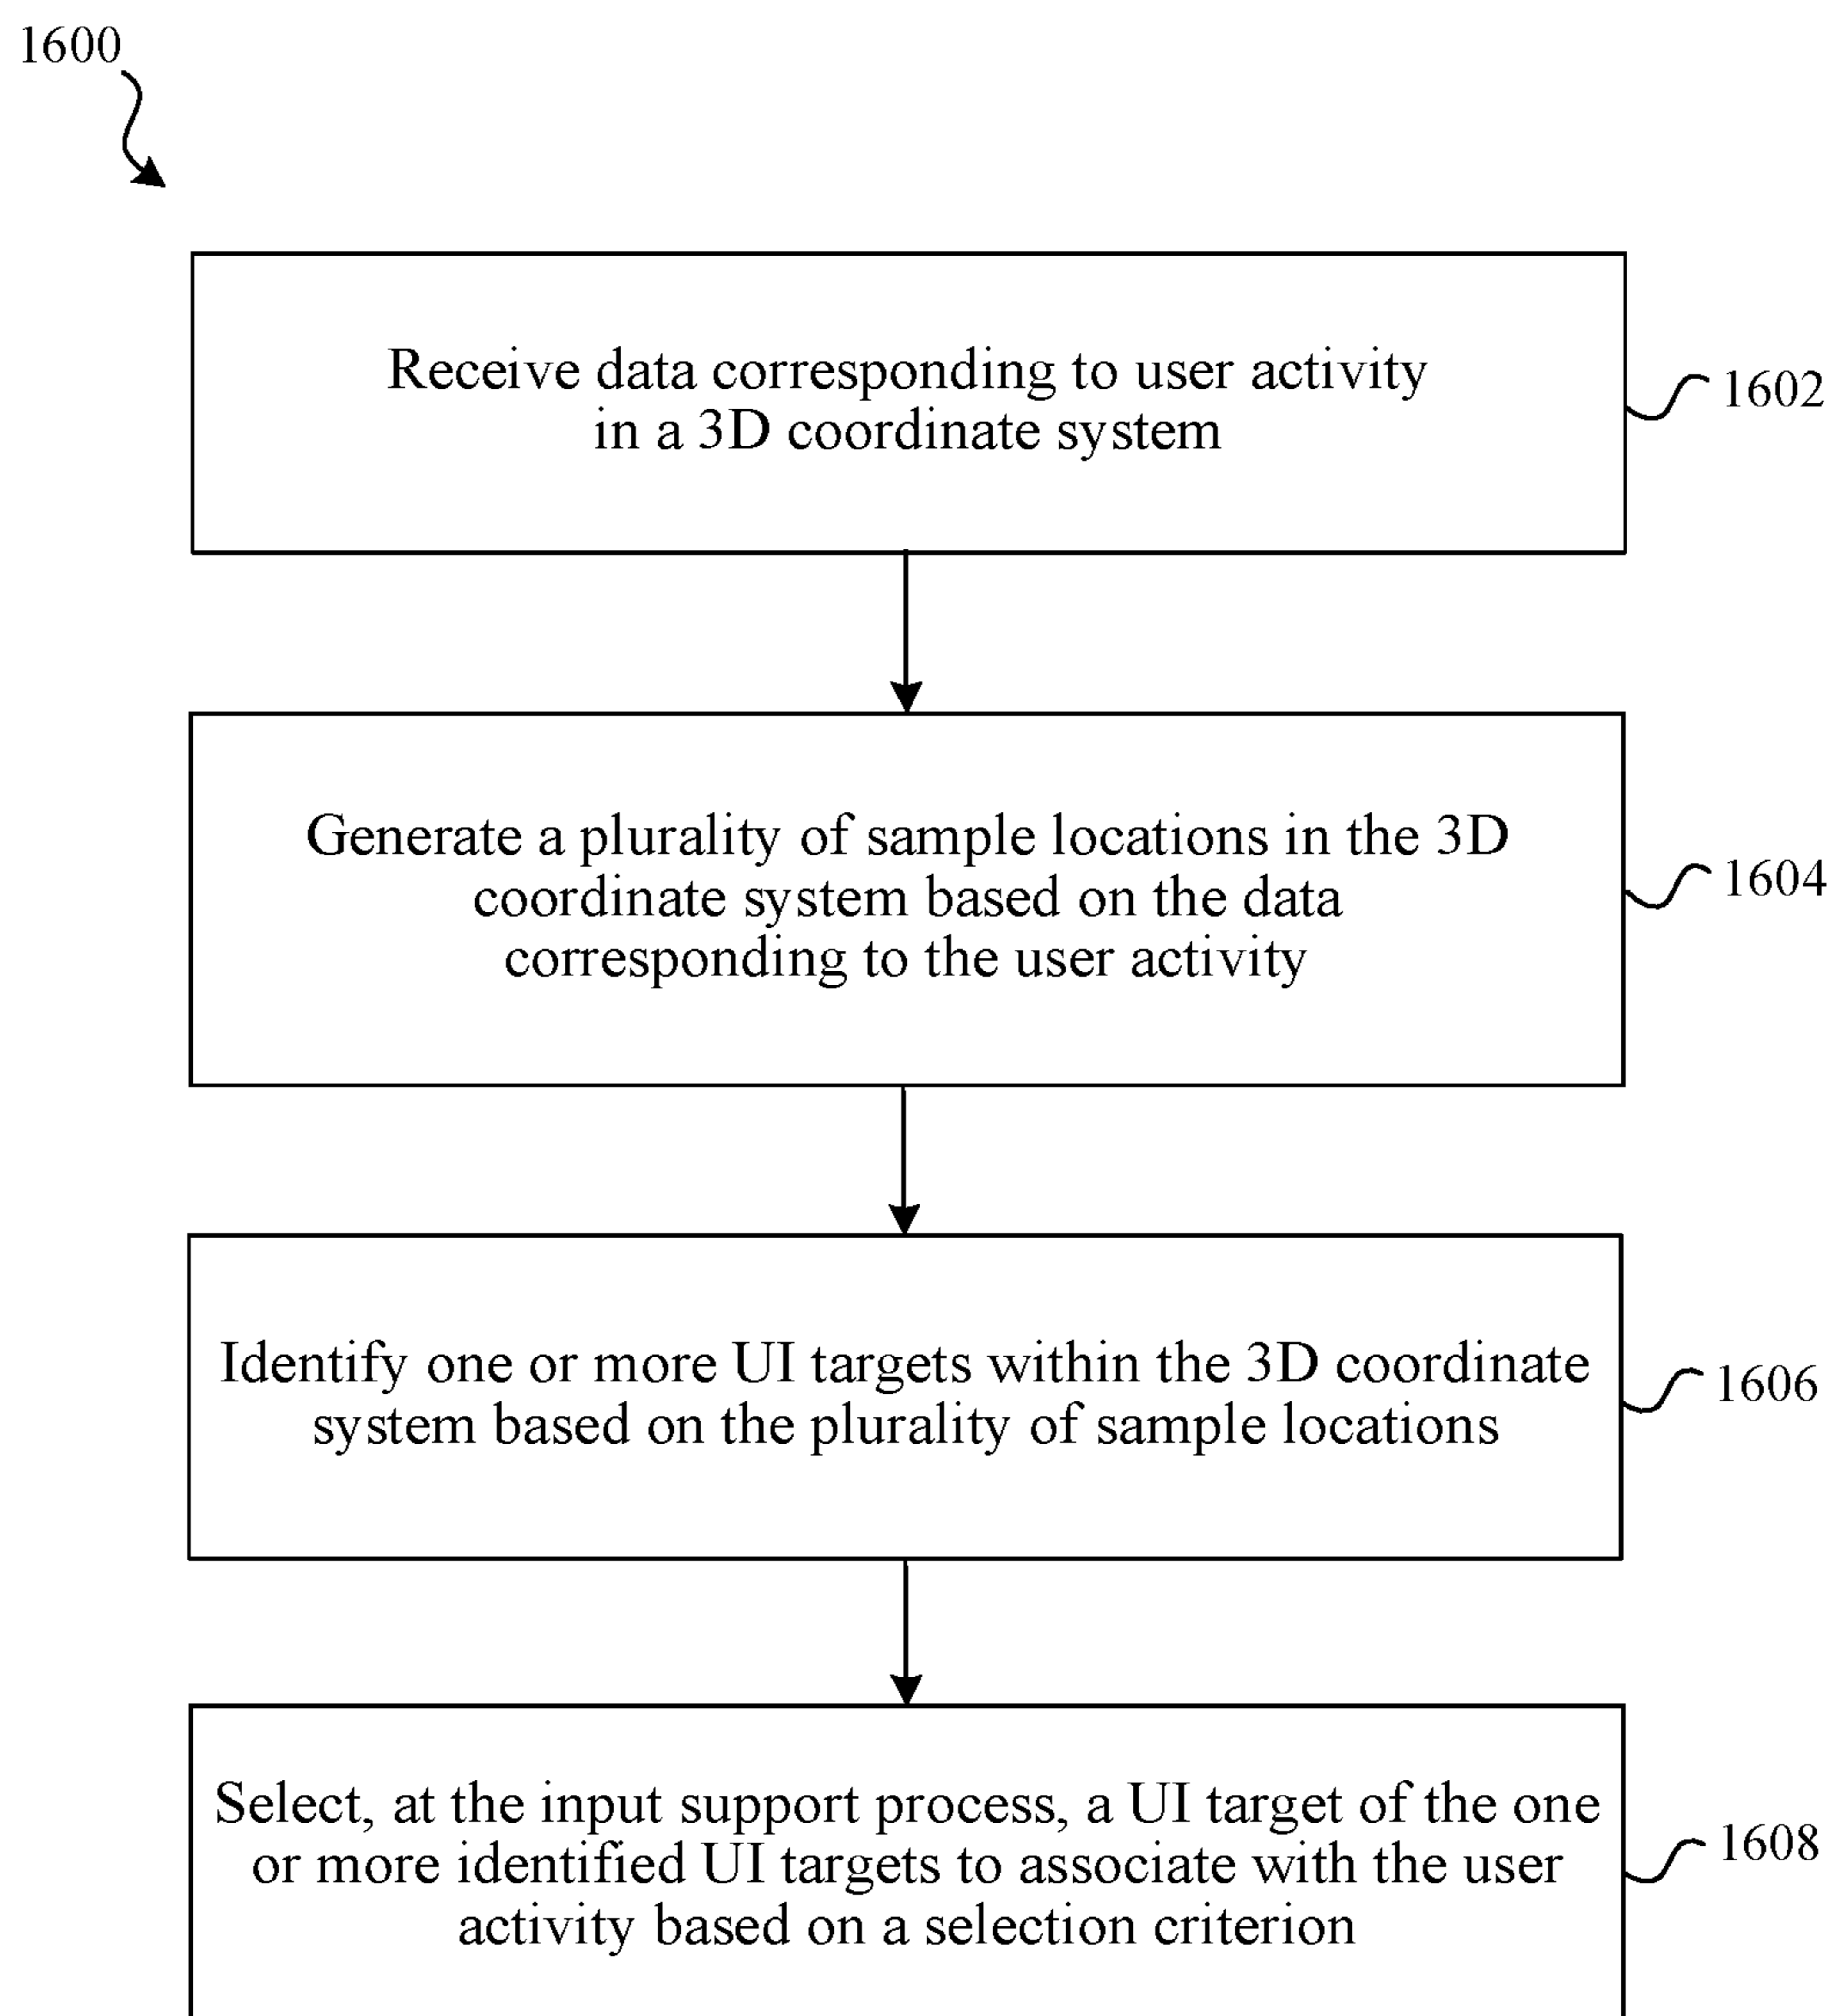 1600
Receive data corresponding to user activity
in a 3D coordinate system
1602
Generate a plurality of sample locations in the 3D
coordinate system based on the data
corresponding to the user activity
1604
Identify one or more UI targets within the 3D coordinate
system based on the plurality of sample locations
1606
Select, at the input support process, a UI target of the one
or more identified UI targets to associate with the user
activity based on a selection criterion
1608